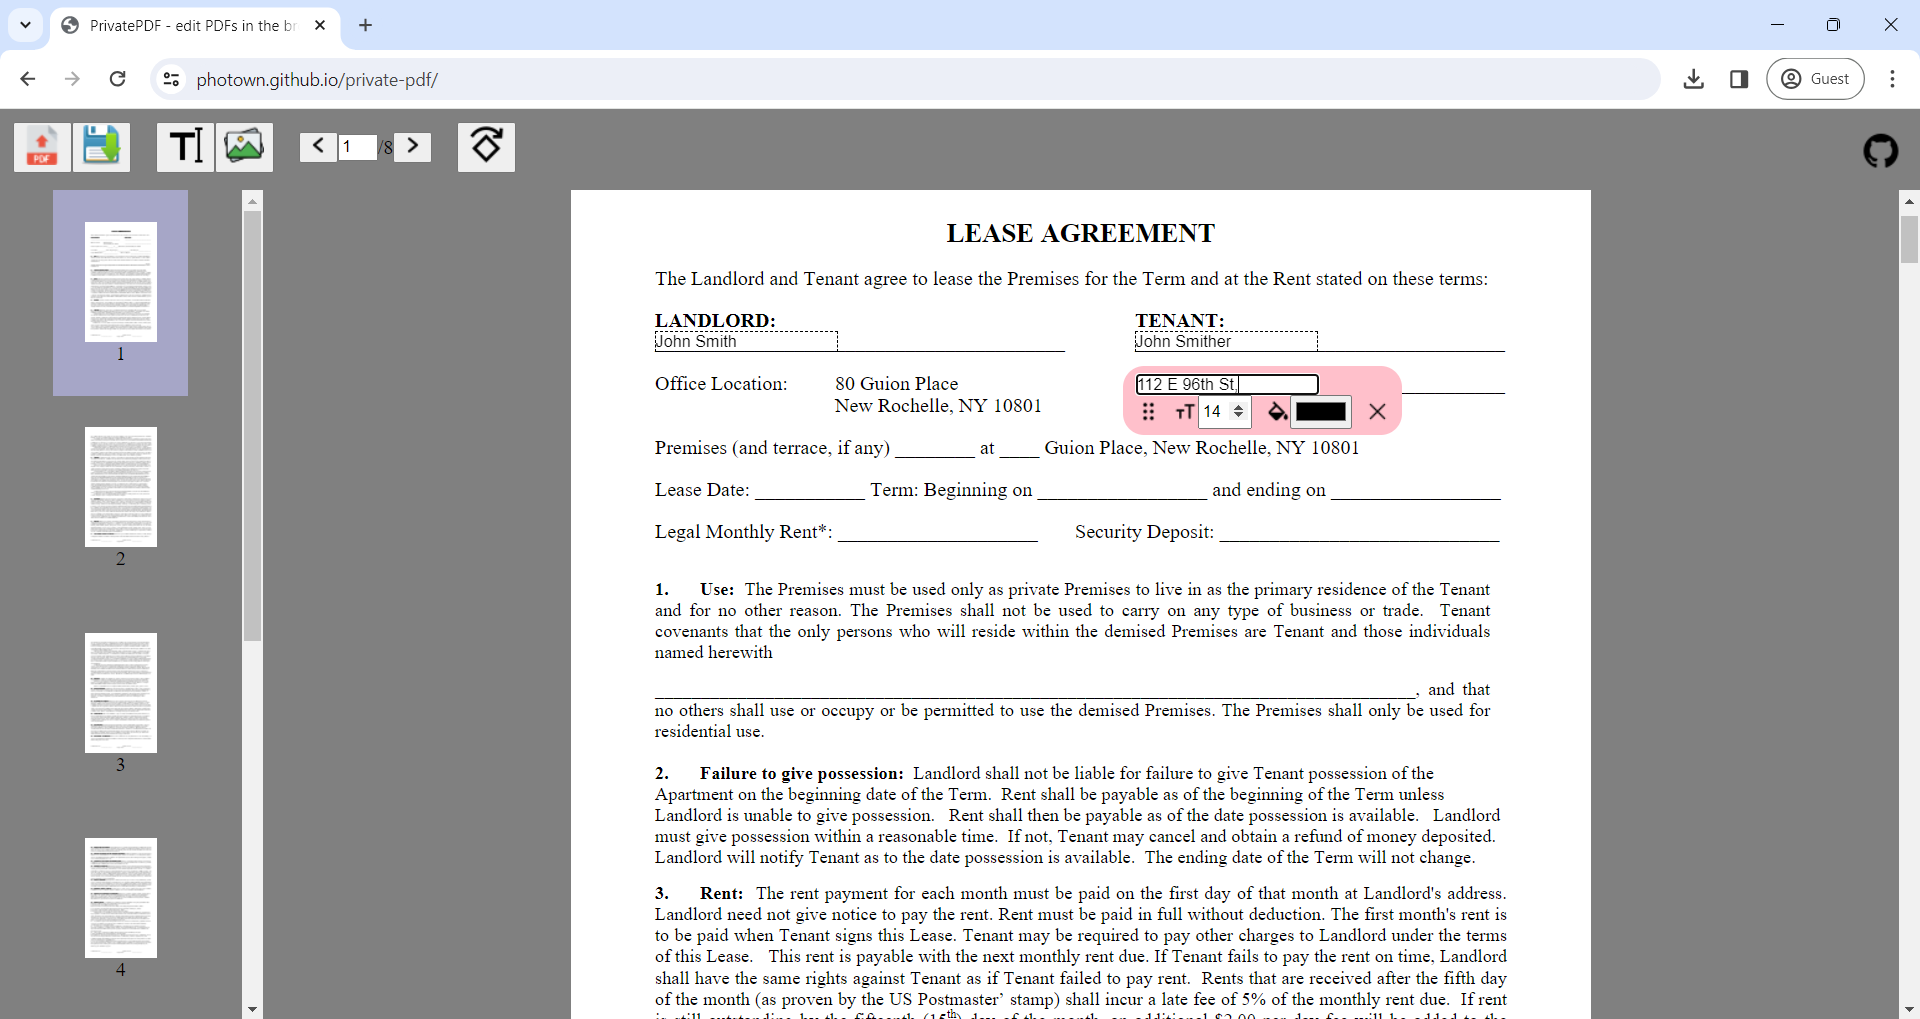 PrivatePDF - edit PDFs in the br
photown.github.io/private-pdf/
Guest
PDF
T
1 /8
1
2
3
4
LEASE AGREEMENT
The Landlord and Tenant agree to lease the Premises for the Term and at the Rent stated on these terms:
LANDLORD: TENANT:
John Smith John Smither
Office Location: 80 Guion Place 112 E 96th St,
New Rochelle, NY 10801
TT 14
Premises (and terrace, if any) ________ at ____ Guion Place, New Rochelle, NY 10801
Lease Date: ___________ Term: Beginning on _________________ and ending on _________________
Legal Monthly Rent*: ____________________ Security Deposit: ____________________________
1. Use: The Premises must be used only as private Premises to live in as the primary residence of the Tenant
and for no other reason. The Premises shall not be used to carry on any type of business or trade. Tenant
covenants that the only persons who will reside within the demised Premises are Tenant and those individuals
named herewith
____________________________________________________________________________, and that
no others shall use or occupy or be permitted to use the demised Premises. The Premises shall only be used for
residential use.
2. Failure to give possession: Landlord shall not be liable for failure to give Tenant possession of the
Apartment on the beginning date of the Term. Rent shall be payable as of the beginning of the Term unless
Landlord is unable to give possession. Rent shall then be payable as of the date possession is available. Landlord
must give possession within a reasonable time. If not, Tenant may cancel and obtain a refund of money deposited.
Landlord will notify Tenant as to the date possession is available. The ending date of the Term will not change.
3. Rent: The rent payment for each month must be paid on the first day of that month at Landlord's address.
Landlord need not give notice to pay the rent. Rent must be paid in full without deduction. The first month's rent is
to be paid when Tenant signs this Lease. Tenant may be required to pay other charges to Landlord under the terms
of this Lease. This rent is payable with the next monthly rent due. If Tenant fails to pay the rent on time, Landlord
shall have the same rights against Tenant as if Tenant failed to pay rent. Rents that are received after the fifth day
of the month (as proven by the US Postmaster’ stamp) shall incur a late fee of 5% of the monthly rent due. If rent